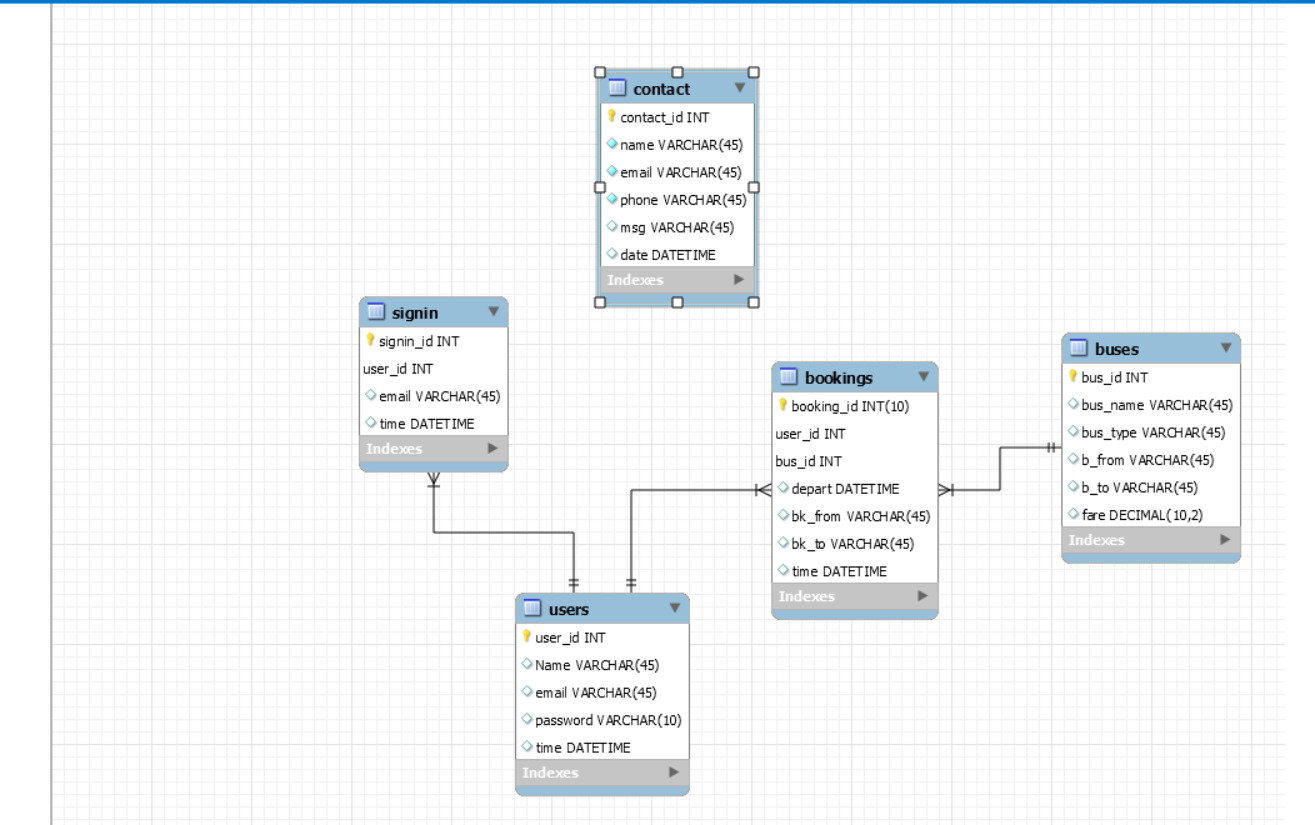 contact
contact_id INT
name VARCHAR(45)
email VARCHAR(45)
phone VARCHAR(45)
msg VARCHAR(45)
date DATETIME
Indexes
signin
signin_id INT
user_id INT
email VARCHAR(45)
time DATETIME
Indexes
bookings
booking_id INT(10)
user_id INT
bus_id INT
depart DATETIME
bk_from VARCHAR(45)
bk_to VARCHAR(45)
time DATETIME
Indexes
buses
bus_id INT
bus_name VARCHAR(45)
bus_type VARCHAR(45)
b_from VARCHAR(45)
b_to VARCHAR(45)
fare DECIMAL(10,2)
Indexes
users
user_id INT
Name VARCHAR(45)
email VARCHAR(45)
password VARCHAR(10)
time DATETIME
Indexes